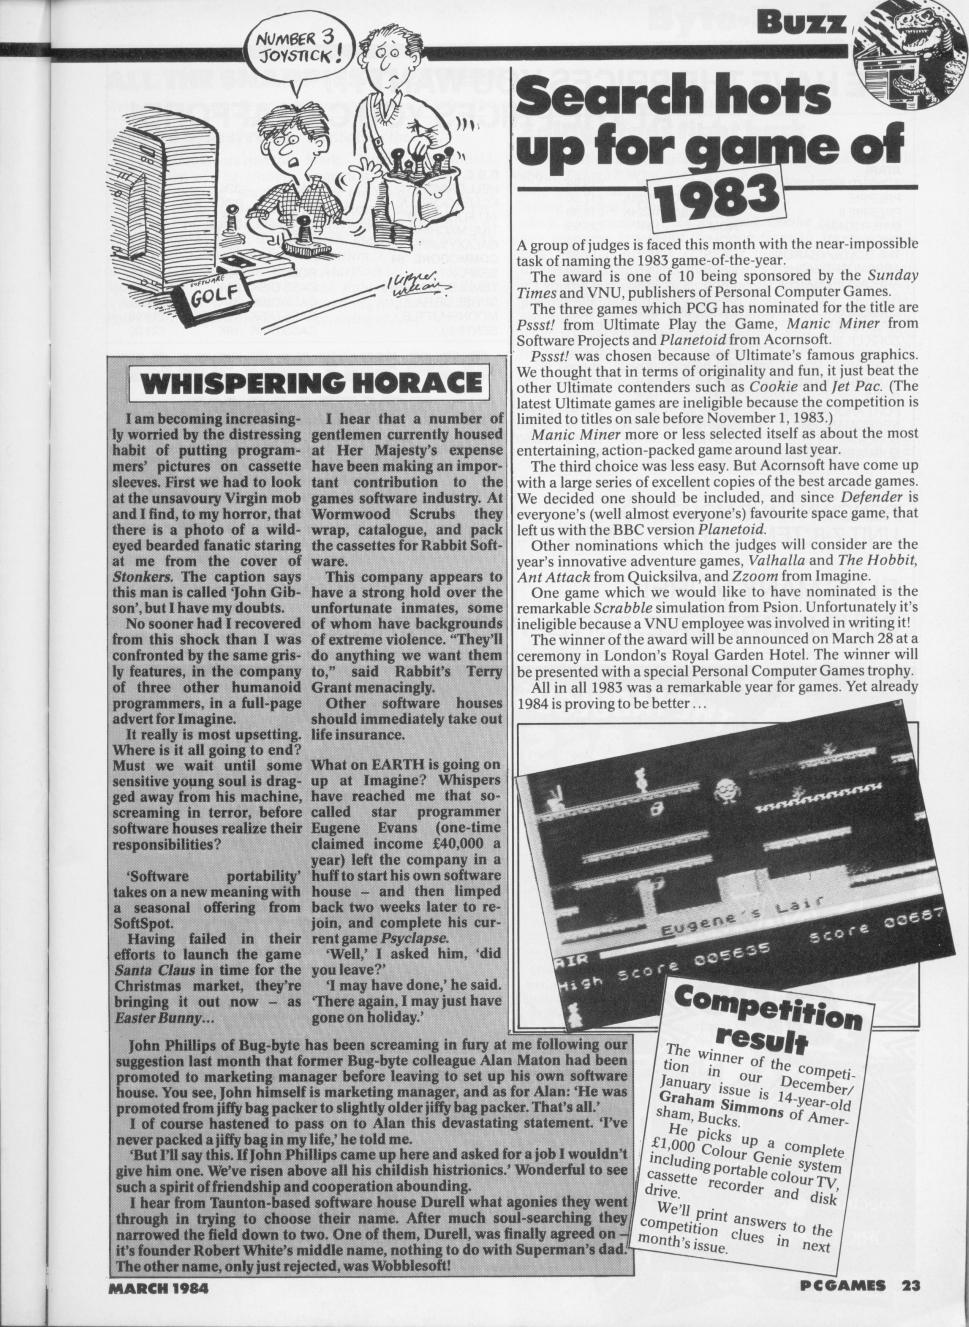 Buzz
NUMBER 3
JOYSTICK!
SOFTWARE
GOLF
Search hots
up for game of
1983
A group of judges is faced this month with the near-impossible
task of naming the 1983 game-of-the-year.
The award is one of 10 being sponsored by the Sunday
Times and VNU, publishers of Personal Computer Games.
The three games which PCG has nominated for the title are
Pssst! from Ultimate Play the Game, Manic Miner from
Software Projects and Planetoid from Acornsoft.
Pssst! was chosen because of Ultimate's famous graphics.
We thought that in terms of originality and fun, it just beat the
other Ultimate contenders such as Cookie and Jet Pac. (The
latest Ultimate games are ineligible because the competition is
limited to titles on sale before November 1, 1983.)
Manic Miner more or less selected itself as about the most
entertaining, action-packed game around last year.
The third choice was less easy. But Acornsoft have come up
with a large series of excellent copies of the best arcade games.
We decided one should be included, and since Defender is
everyone's (well almost everyone's) favourite space game, that
left us with the BBC version Planetoid.
Other nominations which the judges will consider are the
year's innovative adventure games, Valhalla and The Hobbit,
Ant Attack from Quicksilva, and Zzoom from Imagine.
One game which we would like to have nominated is the
remarkable Scrabble simulation from Psion. Unfortunately it's
ineligible because a VNU employee was involved in writing it!
The winner of the award will be announced on March 28 at a
ceremony in London's Royal Garden Hotel. The winner will
be presented with a special Personal Computer Games trophy.
All in all 1983 was a remarkable year for games. Yet already
1984 is proving to be better ...
WHISPERING HORACE
I am becoming increasing-
ly worried by the distressing
habit of putting program-
mers' pictures on cassette
sleeves. First we had to look
at the unsavoury Virgin mob
and I find, to my horror, that
there is a photo of a wild-
eyed bearded fanatic staring
at me from the cover of
Stonkers. The caption says
this man is called 'John Gib-
son', but I have my doubts.
No sooner had I recovered
from this shock than I was
confronted by the same gris-
ly features, in the company
of three other humanoid
programmers, in a full-page
advert for Imagine.
It really is most upsetting.
Where is it all going to end?
Must we wait until some
sensitive young soul is drag-
ged away from his machine,
screaming in terror, before
software houses realize their
responsibilities?
'Software portability'
takes on a new meaning with
a seasonal offering from
SoftSpot.
Having failed in their
efforts to launch the game
Santa Claus in time for the
Christmas market, they're
bringing it out now – as
Easter Bunny...
I hear that a number of
gentlemen currently housed
at Her Majesty's expense
have been making an impor-
tant contribution to the
games software industry. At
Wormwood Scrubs they
wrap, catalogue, and pack
the cassettes for Rabbit Soft-
ware.
This company appears to
have a strong hold over the
unfortunate inmates, some
of whom have backgrounds
of extreme violence. "They'll
do anything we want them
to," said Rabbit's Terry
Grant menacingly.
Other software houses
should immediately take out
life insurance.
What on EARTH is going on
up at Imagine? Whispers
have reached me that so-
called star programmer
Eugene Evans (one-time
claimed income £40,000 a
year) left the company in a
huff to start his own software
house – and then limped
back two weeks later to re-
join, and complete his cur-
rent game Psyclapse.
'Well,' I asked him, 'did
you leave?'
'I may have done,' he said.
'There again, I may just have
gone on holiday.'
John Phillips of Bug-byte has been screaming in fury at me following our
suggestion last month that former Bug-byte colleague Alan Maton had been
promoted to marketing manager before leaving to set up his own software
house. You see, John himself is marketing manager, and as for Alan: 'He was
promoted from jiffy bag packer to slightly older jiffy bag packer. That's all.'
I of course hastened to pass on to Alan this devastating statement. 'I've
never packed a jiffy bag in my life,' he told me.
'But I'll say this. If John Phillips came up here and asked for a job I wouldn't
give him one. We've risen above all his childish histrionics.' Wonderful to see
such a spirit of friendship and cooperation abounding.
I hear from Taunton-based software house Durell what agonies they went
through in trying to choose their name. After much soul-searching they
narrowed the field down to two. One of them, Durell, was finally agreed on –
it's founder Robert White's middle name, nothing to do with Superman's dad.
The other name, only just rejected, was Wobblesoft!
Eugene's Lair
AIR
High Score 005635 Score 00687
Competition
result
The winner of the competi-
tion in our December/
January issue is 14-year-old
Graham Simmons of Amer-
sham, Bucks.
He picks up a complete
£1,000 Colour Genie system
including portable colour TV,
cassette recorder and disk
drive.
We'll print answers to the
competition clues in next
month's issue.
MARCH 1984
PCGAMES 23